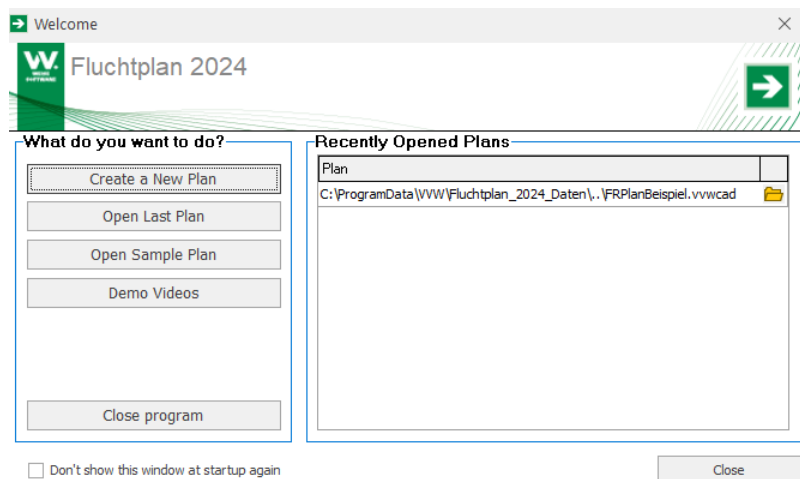 Welcome
W.
WEKA
SOFTWARE
Fluchtplan 2024
What do you want to do?
Create a New Plan
Open Last Plan
Open Sample Plan
Demo Videos
Close program
Recently Opened Plans
Plan
C:\ProgramData\VVW\Fluchtplan_2024_Daten\..\FRPlanBeispiel.vvwcad
Don't show this window at startup again
Close